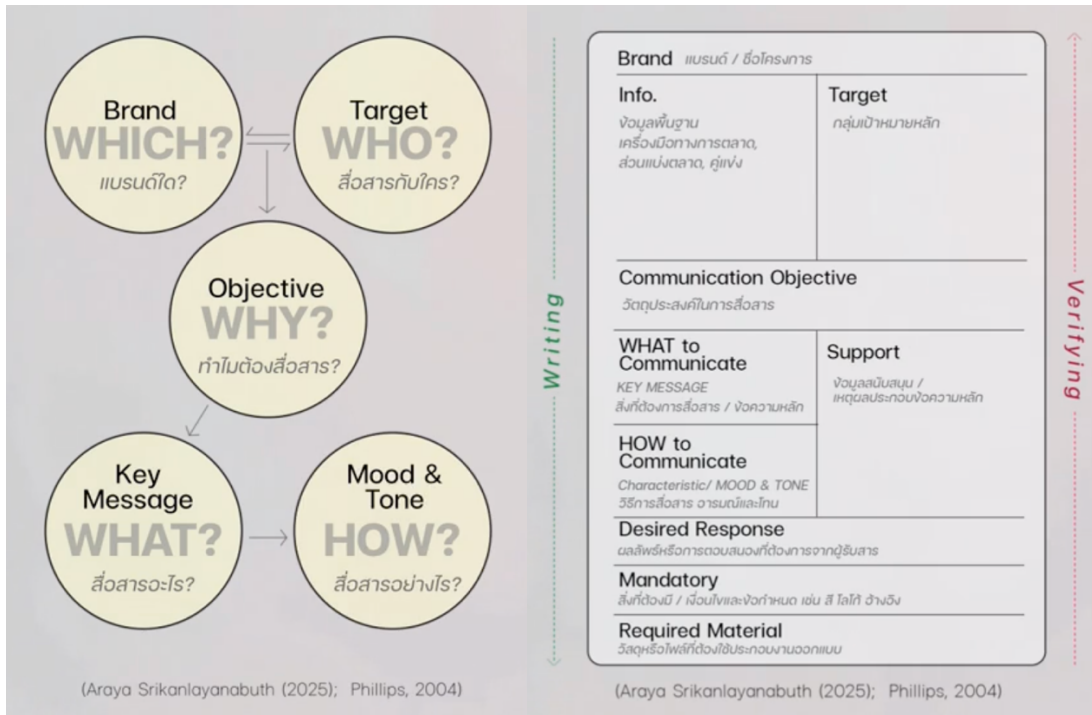 Brand
WHICH?
แบรนด์ใด?
Target
WHO?
สื่อสารกับใคร?
Objective
WHY?
ทำไมต้องสื่อสาร?
Key
Message
WHAT?
สื่อสารอะไร?
Mood &
Tone
HOW?
สื่อสารอย่างไร?
(Araya Srikanlayanabuth (2025); Phillips, 2004)
Writing
Brand แบรนด์ / ชื่อโครงการ
Info.
ข้อมูลพื้นฐาน
เครื่องมือทางการตลาด,
ส่วนแบ่งตลาด, คู่แข่ง
Target
กลุ่มเป้าหมายหลัก
Communication Objective
วัตถุประสงค์ในการสื่อสาร
WHAT to
Communicate
KEY MESSAGE
สิ่งที่ต้องการสื่อสาร / ข้อความหลัก
Support
ข้อมูลสนับสนุน /
เหตุผลประกอบข้อความหลัก
HOW to
Communicate
Characteristic/ MOOD & TONE
วิธีการสื่อสาร อารมณ์และโทน
Desired Response
ผลลัพธ์หรือการตอบสนองที่ต้องการจากผู้รับสาร
Mandatory
สิ่งที่ต้องมี / เงื่อนไขและข้อกำหนด เช่น สี โลโก้ อ้างอิง
Required Material
วัสดุหรือไฟล์ที่ต้องใช้ประกอบงานออกแบบ
Verifying
(Araya Srikanlayanabuth (2025); Phillips, 2004)